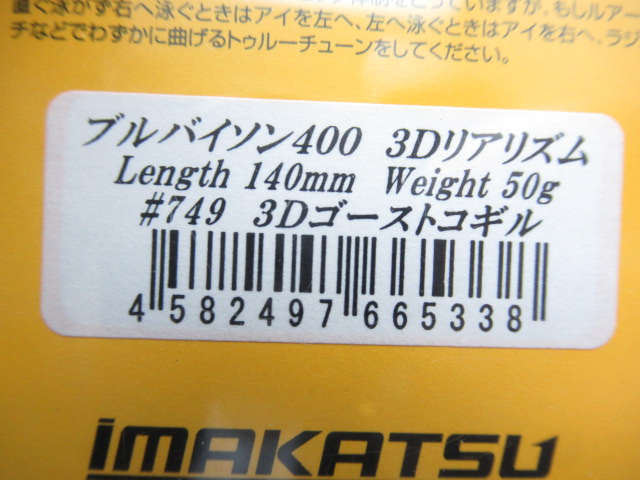 直ぐ泳がず右へ泳ぐときはアイを左へ、左へ泳ぐときはアイを右へ、ラジ
チなどでわずかに曲げるトゥルーチューンをしてください。
ブルバイソン400 3Dリアリズム
Length 140mm Weight 50g
#749 3Dゴーストコギル
4 582497 665338
iMAKATSU